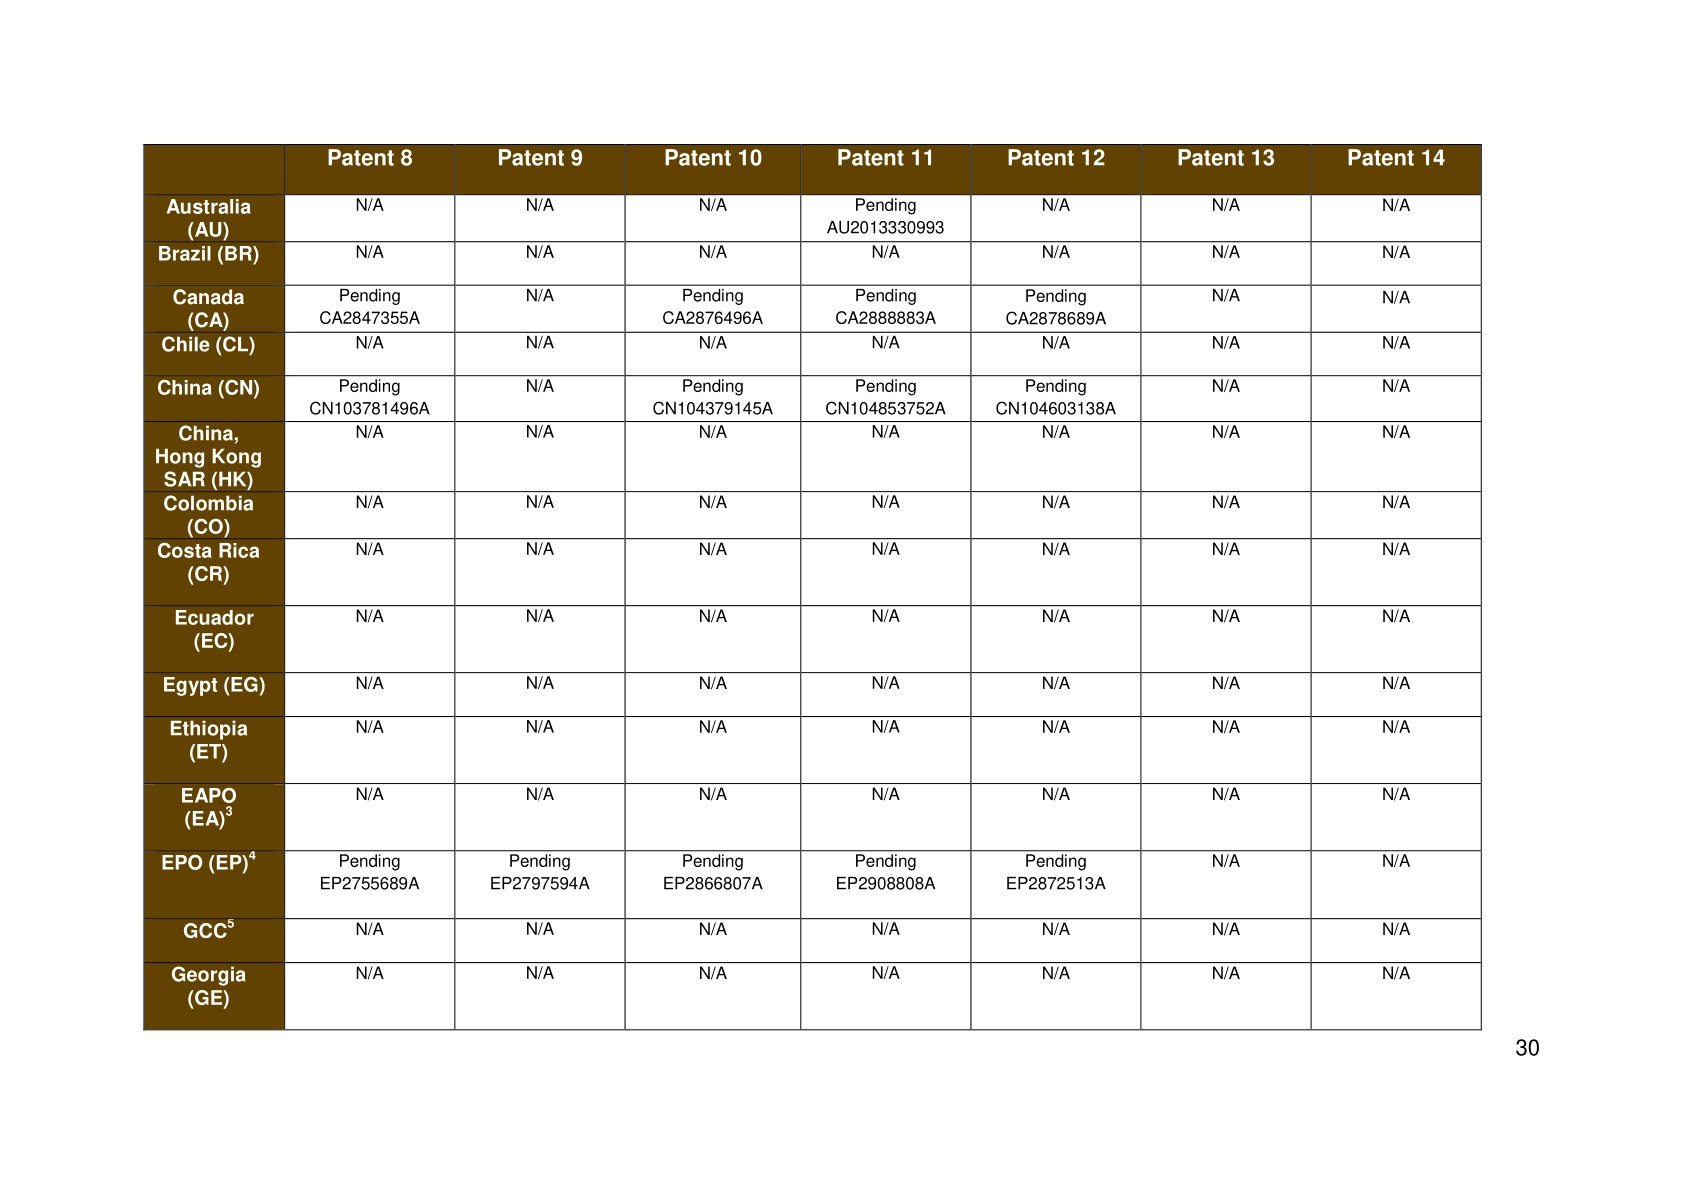 Patent 8 Patent 9 Patent 10 Patent 11 Patent 12 Patent 13 Patent 14
Australia N/A N/A N/A Pending N/A N/A N/A
(AU) AU2013330993
Brazil (BR) N/A N/A N/A N/A N/A N/A N/A
Canada Pending N/A Pending Pending Pending N/A N/A
(CA) CA2847355A CA2876496A CA2888883A CA2878689A
Chile (CL) N/A N/A N/A N/A N/A N/A N/A
China (CN) Pending N/A Pending Pending Pending N/A N/A
CN103781496A CN104379145A CN104853752A CN104603138A
China, N/A N/A N/A N/A N/A N/A N/A
Hong Kong
SAR (HK)
Colombia N/A N/A N/A N/A N/A N/A N/A
(CO)
Costa Rica N/A N/A N/A N/A N/A N/A N/A
(CR)
Ecuador N/A N/A N/A N/A N/A N/A N/A
(EC)
Egypt (EG) N/A N/A N/A N/A N/A N/A N/A
Ethiopia N/A N/A N/A N/A N/A N/A N/A
(ET)
EAPO N/A N/A N/A N/A N/A N/A N/A
(EA)3
EPO (EP)4 Pending Pending Pending Pending Pending N/A N/A
EP2755689A EP2797594A EP2866807A EP2908808A EP2872513A
GCC5 N/A N/A N/A N/A N/A N/A N/A
Georgia N/A N/A N/A N/A N/A N/A N/A
(GE)
30